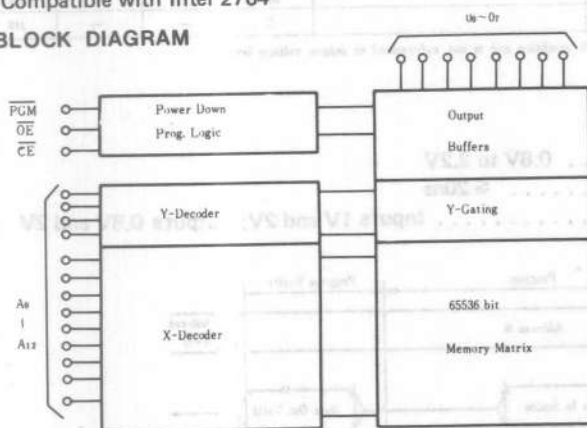 Compatible with Intel 2764
BLOCK DIAGRAM
O0~O7
PGM
OE
CE
Power Down
Prog. Logic
Output
Buffers
Y-Decoder
Y-Gating
A0
~
A12
X-Decoder
65536 bit
Memory Matrix
0.8V to 2.2V
≤ 20ns
Inputs 1V and 2V,
0.8V and 2V